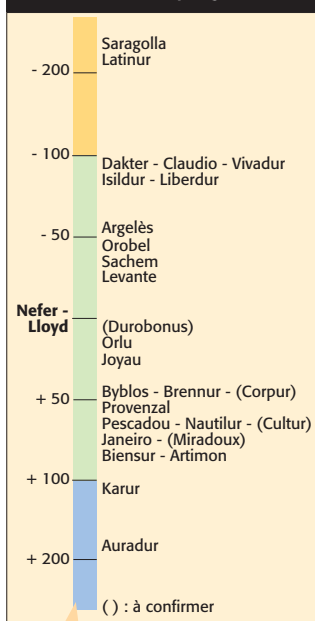 Saragolla
- 200
Latinur
- 100
Dakter - Claudio - Vivadur
Isildur - Liberdur
- 50
Argelès
Orobel
Sachem
Levante
Nefer -
Lloyd
(Durobonus)
Orlu
Joyau
+ 50
Byblos - Brennur - (Corpur)
Provenzal
Pescadou - Nautilur - (Cultur)
Janeiro - (Miradoux)
Biensur - Artimon
+ 100
Karur
Auradur
+ 200
( ) : à confirmer